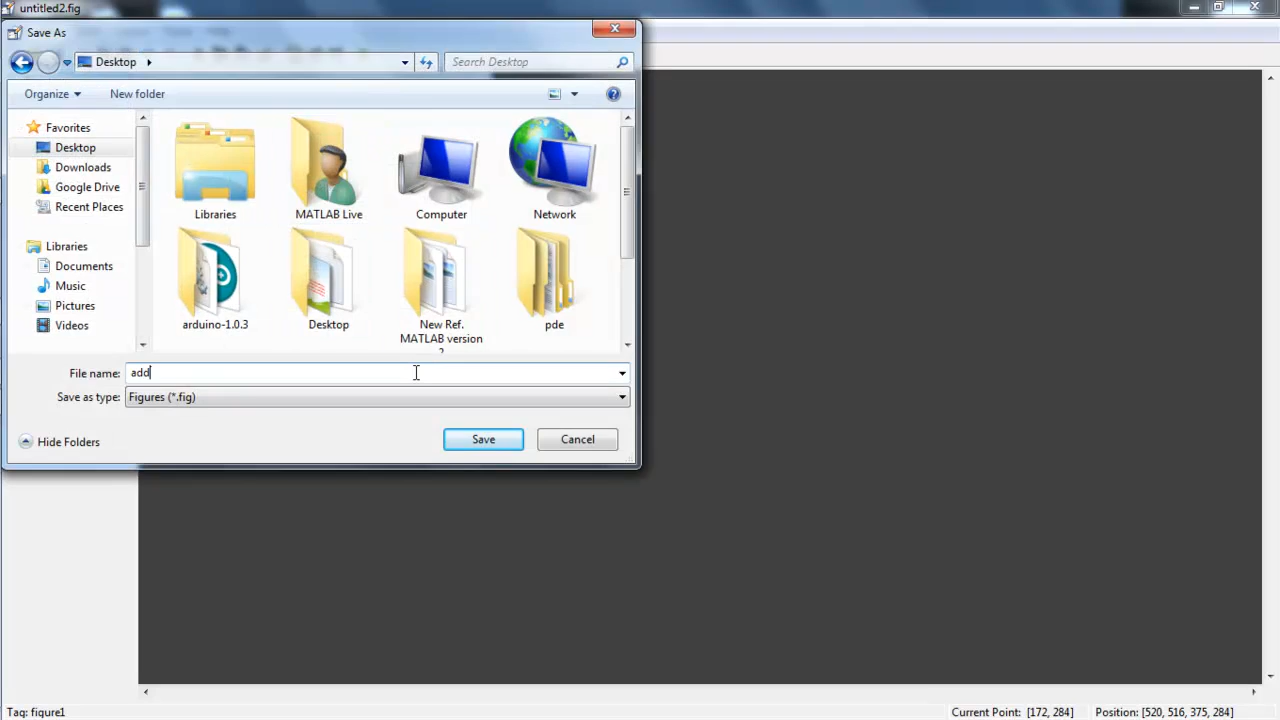 untitled2.fig
Save As
Desktop
Search Desktop
Organize
New folder
Favorites
Desktop
Downloads
Google Drive
Recent Places
Libraries
Documents
Music
Pictures
Videos
Libraries
MATLAB Live
Computer
Network
arduino-1.0.3
Desktop
New Ref.
MATLAB version
pde
File name: add
Save as type: Figures (*.fig)
Hide Folders
Save
Cancel
Tag: figure1
Current Point: [172, 284]
Position: [520, 516, 375, 284]